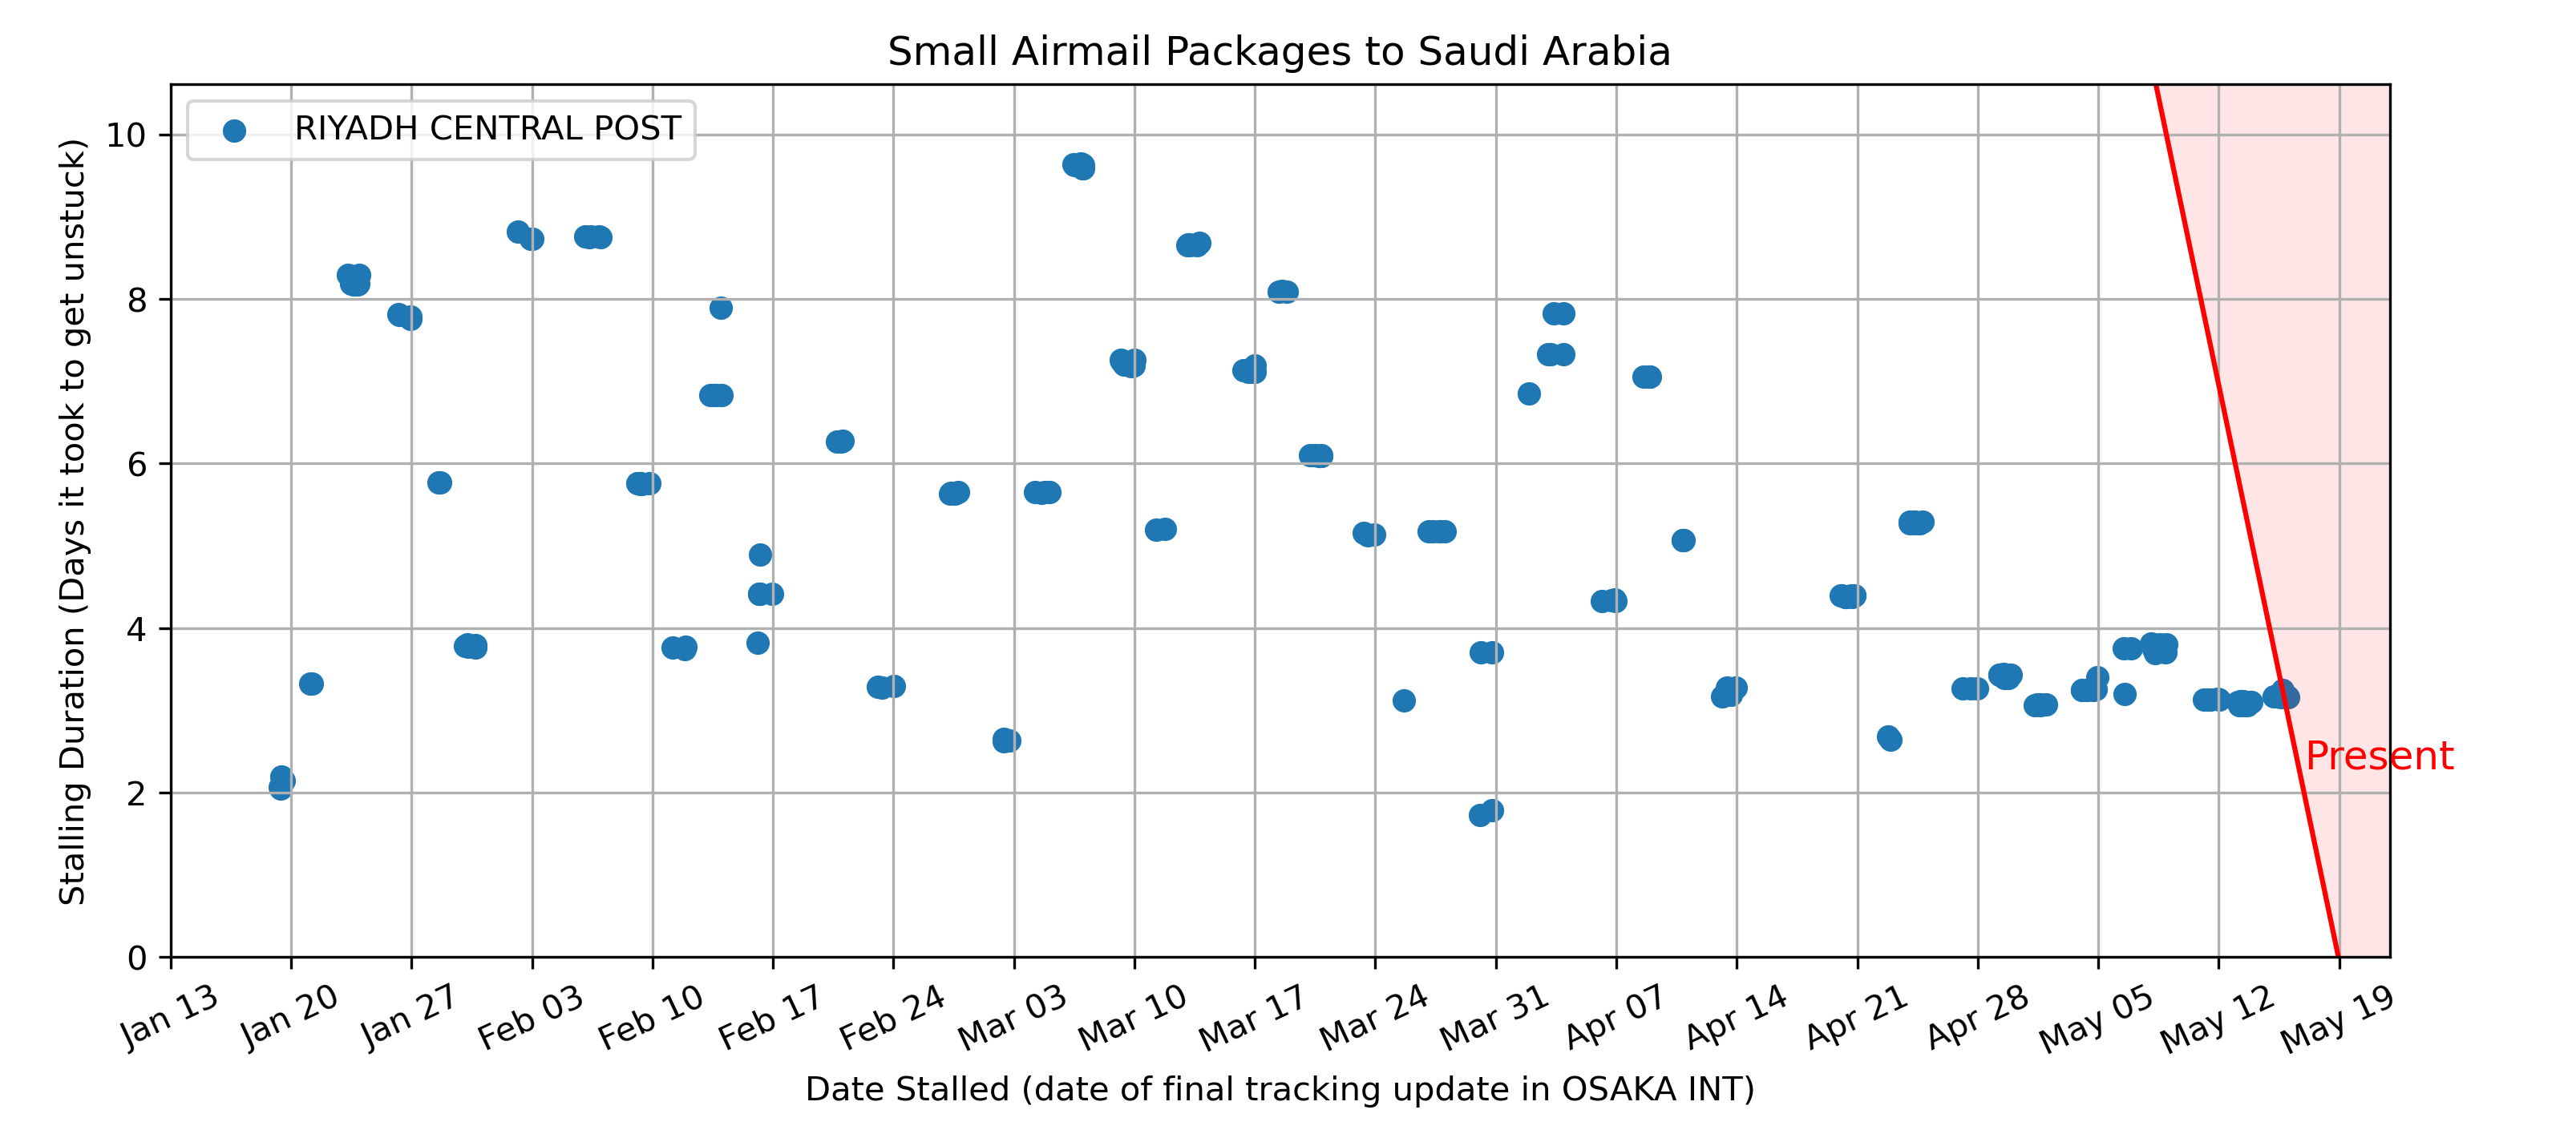 Small Airmail Packages to Saudi Arabia
RIYADH CENTRAL POST
Stalling Duration (Days it took to get unstuck)
10
8
6
4
2
0
Present
Jan 13
Jan 20
Jan 27
Feb 03
Feb 10
Feb 17
Feb 24
Mar 03
Mar 10
Mar 17
Mar 24
Mar 31
Apr 07
Apr 14
Apr 21
Apr 28
May 05
May 12
May 19
Date Stalled (date of final tracking update in OSAKA INT)